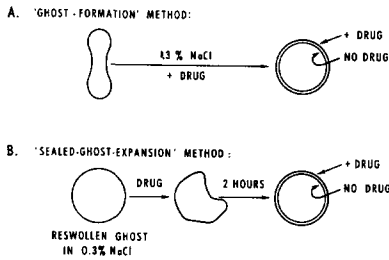 A. 'GHOST - FORMATION' METHOD:
1.3 % NaCl
+ DRUG
+ DRUG
NO DRUG
B. 'SEALED-GHOST-EXPANSION' METHOD :
DRUG
2 HOURS
+ DRUG
NO DRUG
RESWOLLEN GHOST
IN 0.3% NaCl